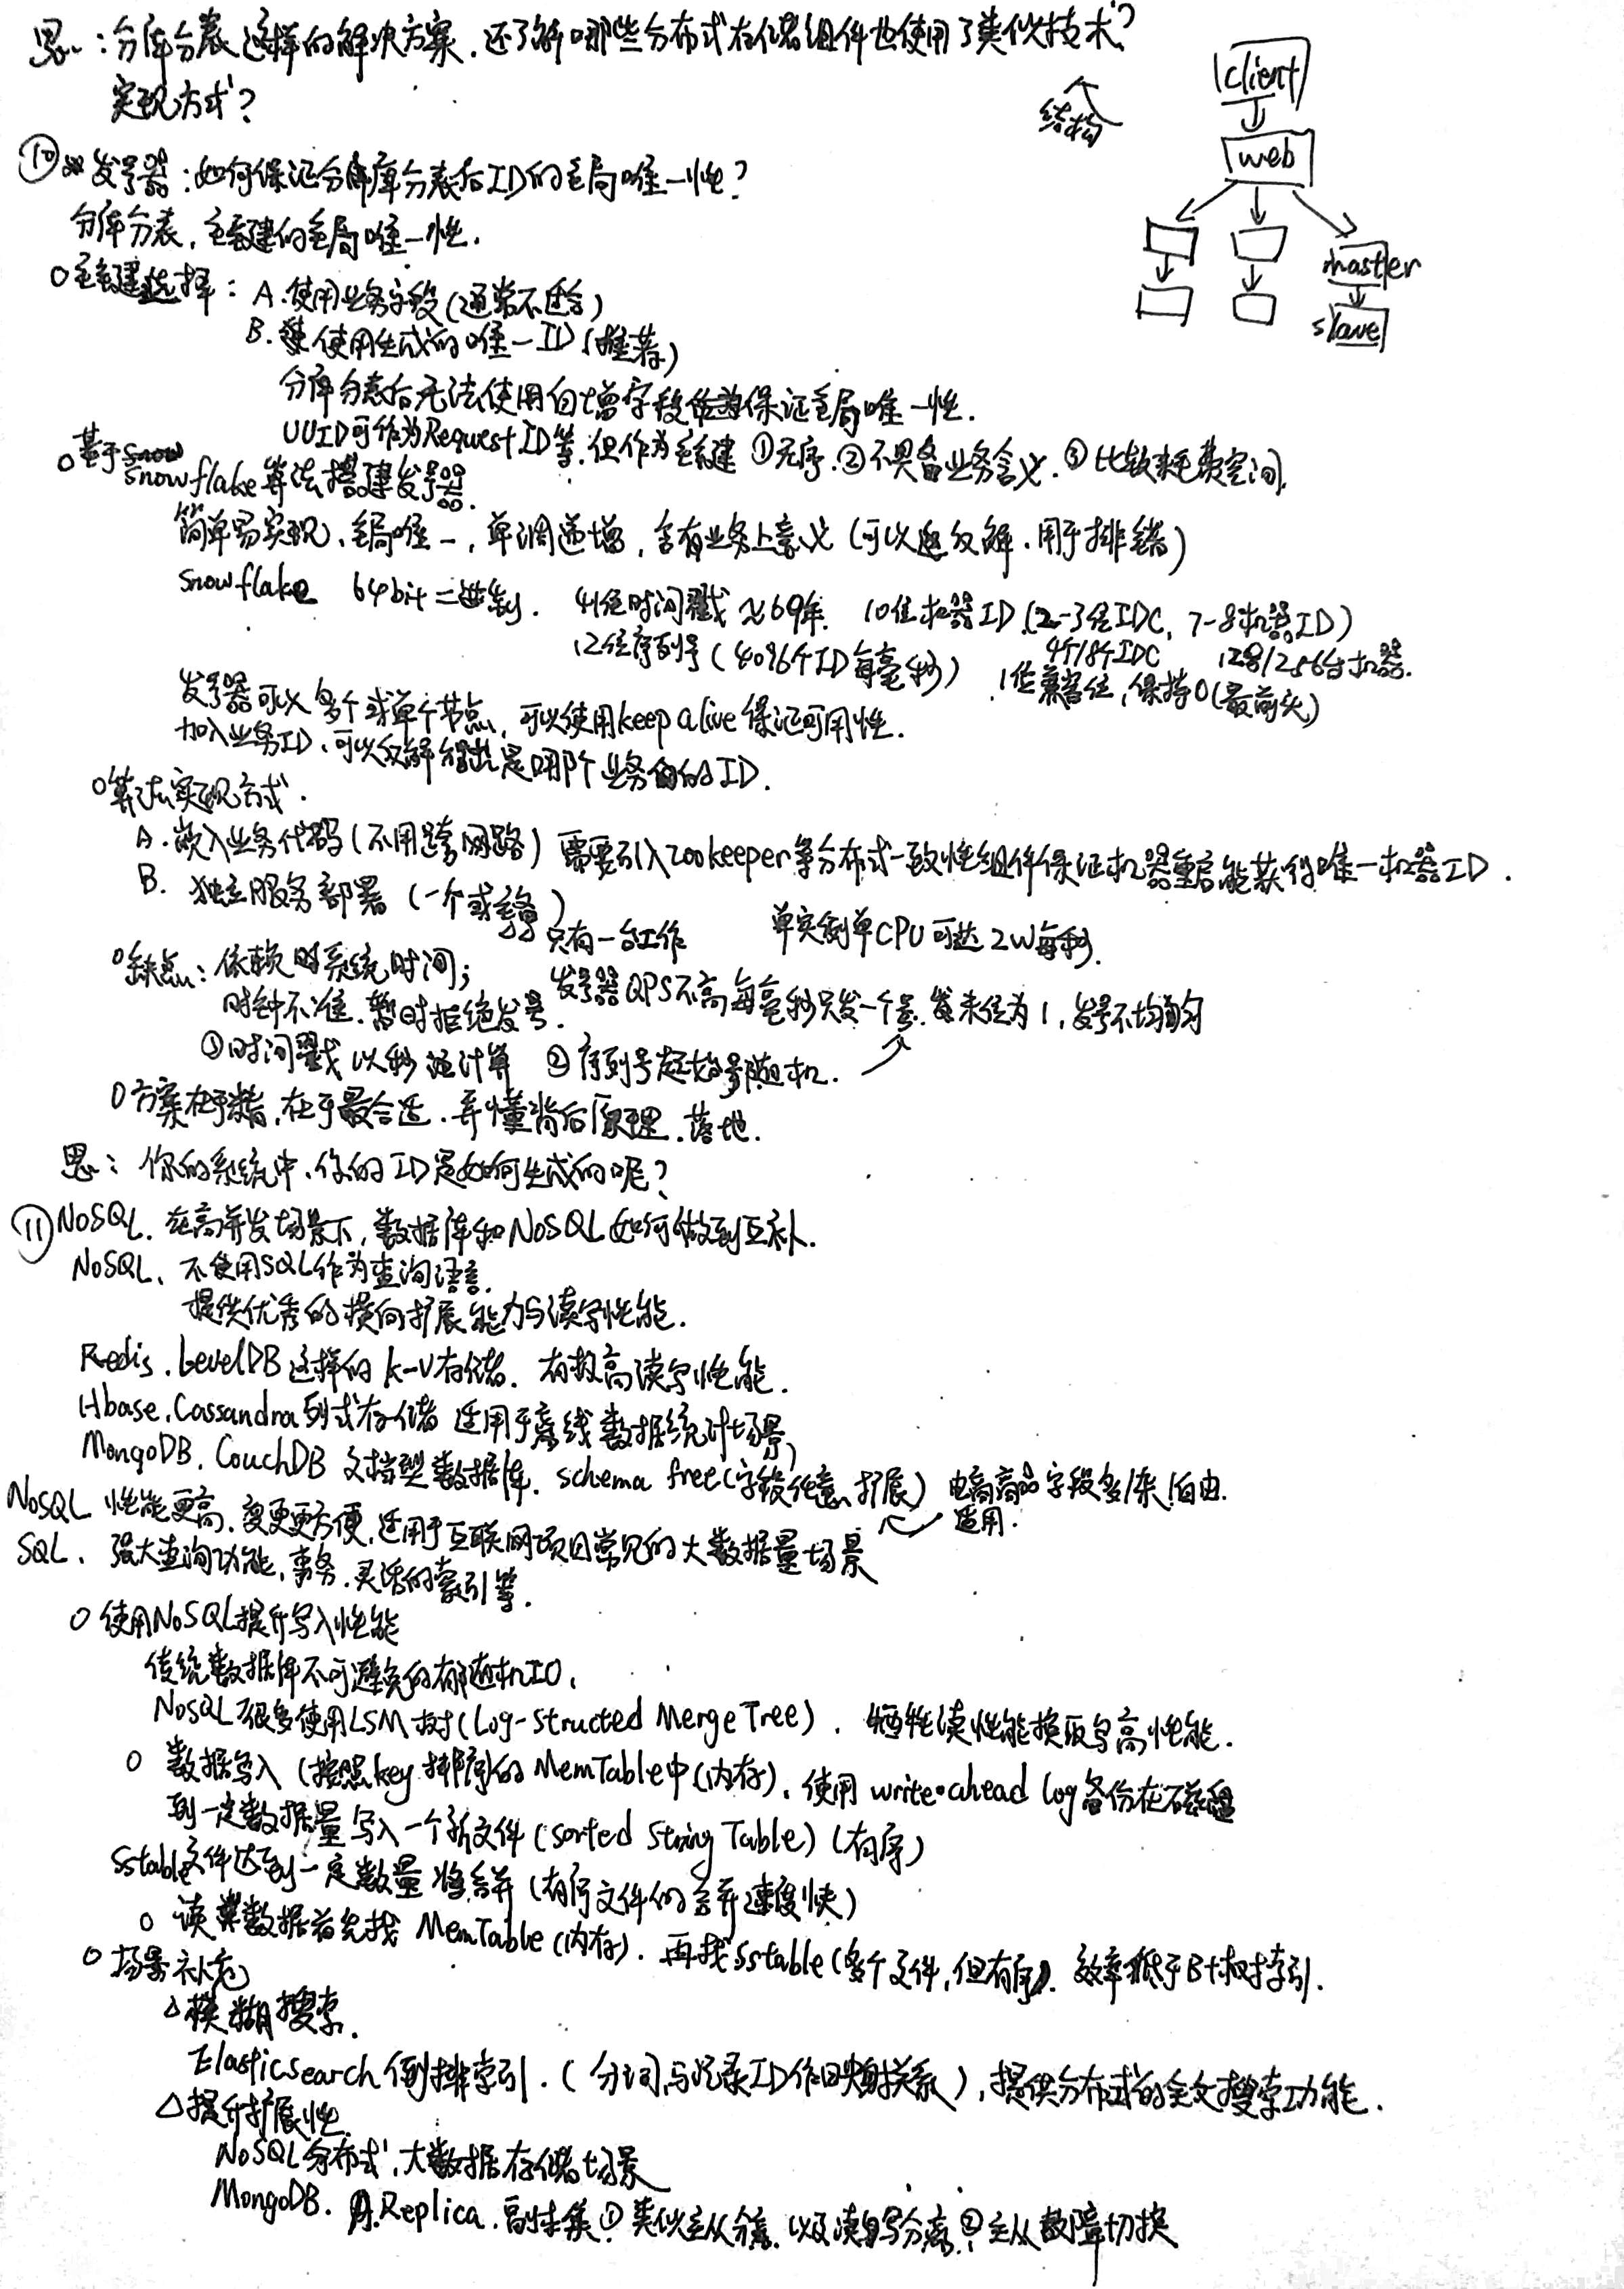 思：分库分表这样的解决方案，还了解哪些分布式存储组件也使用了类似技术？
实现方式？
结构
client
web
master
slave
⑩ 发号器：如何保证分库分表后ID的全局唯一性？
分库分表，主键的全局唯一性.
○主键选择：A.使用业务字段(通常不适合)
B. 使用生成的唯一ID(推荐)
分库分表后无法使用自增字段保证全局唯一性.
UUID可作为Request ID等，但作为主键 ①无序.②不具备业务含义.③比较耗费空间.
○基于
snowflake算法搭建发号器.
简单易实现、全局唯一，单调递增，含有业务上意义(可以反解.用于排错)
snowflake 64bit二进制. 41位时间戳 ≈69年. 10位机器ID.(2-3位IDC, 7-8机器ID)
4个/8个IDC 128/256台机器.
12位序列号(4096个ID每毫秒) .1位兼容位,保持0(最前头)
发号器可以多个或单个节点, 可以使用keep alive保证可用性.
加入业务ID、可以反解 是哪个业务的ID.
○算法实现方式.
A.嵌入业务代码(不用跨网路) 需要引入zookeeper等分布式一致性组件保证机器重启能获得唯一机器ID.
B. 独立服务部署 (一个或主备)
只有一台工作 单实例单CPU可达2W每秒.
○缺点: 依赖系统时间;
时钟不准.暂时拒绝发号.
发号器QPS不高每毫秒只发一个号. 末位为1,发号不均匀
①时间戳以秒 计算 ②序列号起始号随机.
○方案 ,在于最合适.弄懂背后原理.落地.
思: 你的系统中,你的ID是如何生成的呢?
⑪NoSQL.在高并发场景下,数据库和NoSQL如何做到互补.
NoSQL、不使用SQL作为查询语言.
提供优秀的横向扩展能力与读写性能.
Redis.LevelDB这样的k-v存储. 有极高读写性能.
Hbase.Cassandra列式存储 适用于离线数据统计场景
MongoDB. CouchDB 文档型数据库. schema free(字段任意扩展) 电商商品字段多/杂/自由.
适用.
NoSQL 性能更高.变更更方便,适用于互联网项目常见的大数据量场景
SQL、强大查询功能,事务.灵活的索引等.
○ 使用NoSQL提升写入性能
传统数据库不可避免的都随机IO.
NoSQL很多使用LSM树(Log-Structed Merge Tree). 牺牲读性能换取写高性能.
○ 数据写入(按照key排序的MemTable中(内存), 使用write-ahead log备份在磁盘
到一定数据量写入一个新文件(Sorted String Table)(有序)
Sstable文件达到一定数量将合并(有序文件的合并速度快)
○ 读 数据首先找MemTable(内存). 再找Sstable(多个文件,但有序). 效率低于B+树索引.
○ 场景补充
△模糊搜索.
Elasticsearch倒排索引.(分词与记录ID作映射关系),提供分布式的全文搜索功能.
△提升扩展性.
NoSQL分布式,大数据存储场景
MongoDB. Replica.副本集①类似主从分离.以及读写分离.②主从故障切换